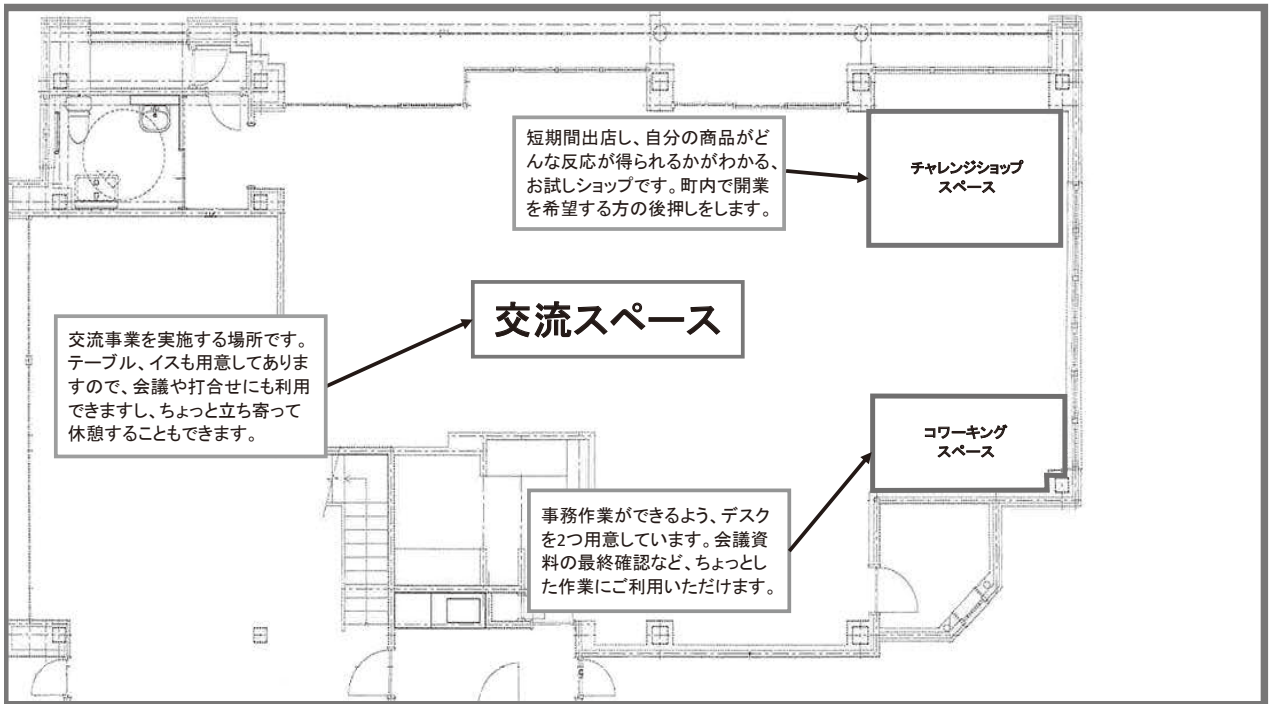 短期間出店し、自分の商品がど
んな反応が得られるかがわかる、
お試しショップです。町内で開業
を希望する方の後押しをします。
チャレンジショップ
スペース
交流スペース
交流事業を実施する場所です。
テーブル、イスも用意してありま
すので、会議や打合せにも利用
できますし、ちょっと立ち寄って
休憩することもできます。
コワーキング
スペース
事務作業ができるよう、デスク
を2つ用意しています。会議資
料の最終確認など、ちょっとし
た作業にご利用いただけます。